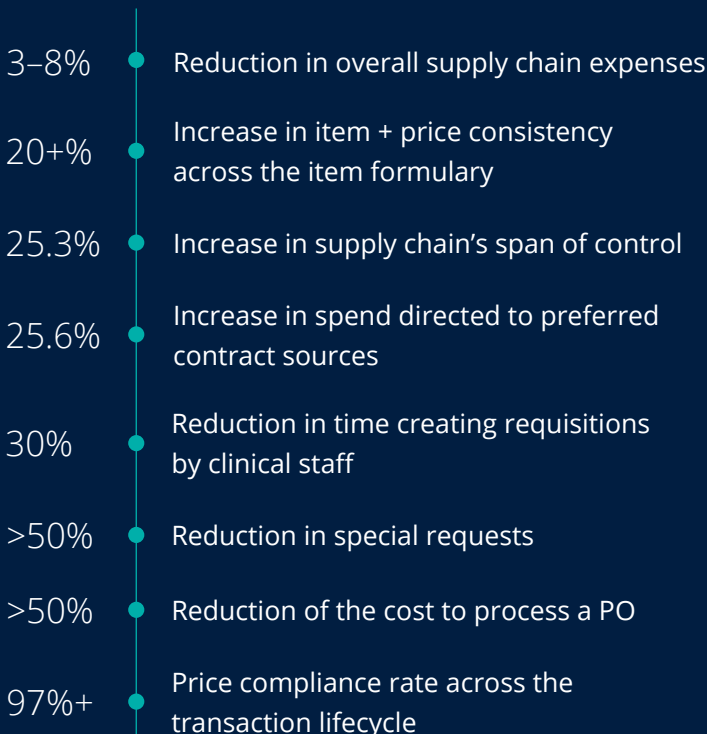 3–8%
Reduction in overall supply chain expenses
20+%
Increase in item + price consistency
across the item formulary
25.3%
Increase in supply chain’s span of control
25.6%
Increase in spend directed to preferred
contract sources
30%
Reduction in time creating requisitions
by clinical staff
>50%
Reduction in special requests
>50%
Reduction of the cost to process a PO
97%+
Price compliance rate across the
transaction lifecycle